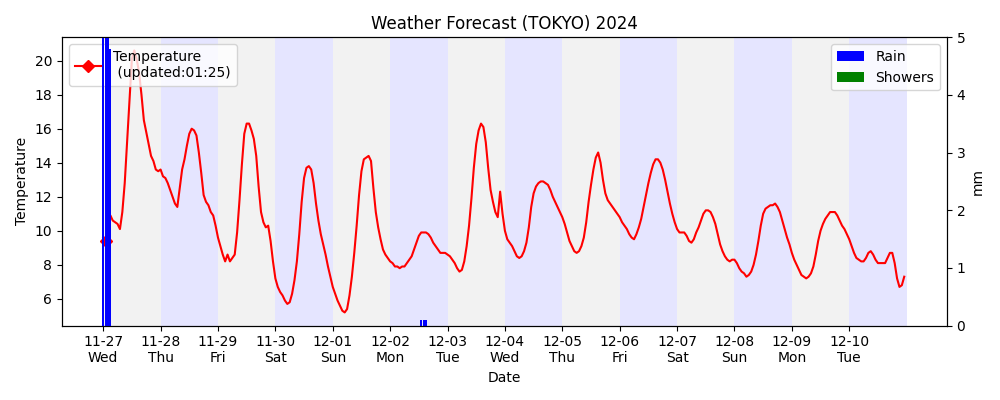 Weather Forecast (TOKYO) 2024
Temperature
(updated:01:25)
Rain
Showers
Temperature
20
18
16
14
12
10
8
6
5
4
3
2
1
0
mm
11-27 11-28 11-29 11-30 12-01 12-02 12-03 12-04 12-05 12-06 12-07 12-08 12-09 12-10
Wed Thu Fri Sat Sun Mon Tue Wed Thu Fri Sat Sun Mon Tue
Date